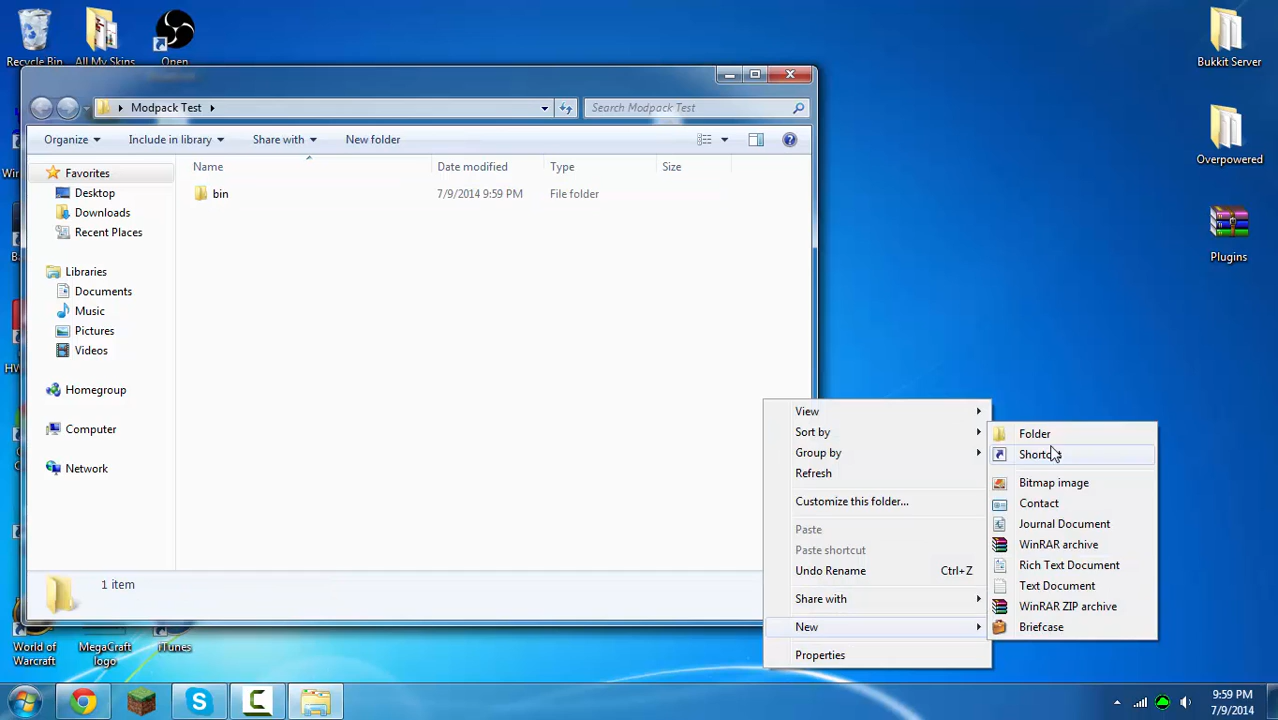 Recycle Bin
All My Skins
Open
Bukkit Server
Overpowered
Plugins
Modpack Test
Search Modpack Test
Organize
Include in library
Share with
New folder
Name
Date modified
Type
Size
Favorites
Desktop
Downloads
Recent Places
Libraries
Documents
Music
Pictures
Videos
Homegroup
Computer
Network
bin
7/9/2014 9:59 PM
File folder
1 item
View
Sort by
Group by
Refresh
Customize this folder...
Paste
Paste shortcut
Undo Rename
Ctrl+Z
Share with
New
Properties
Folder
Bitmap image
Contact
Journal Document
WinRAR archive
Rich Text Document
Text Document
WinRAR ZIP archive
Briefcase
World of
Warcraft
MegaCraft
logo
iTunes
9:59 PM
7/9/2014